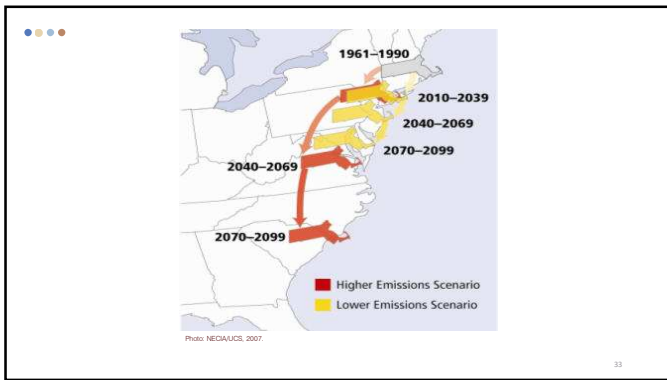 1961–1990
2010–2039
2040–2069
2070–2099
2040–2069
2070–2099
Higher Emissions Scenario
Lower Emissions Scenario
Photo: NECIA/UCS, 2007.
33